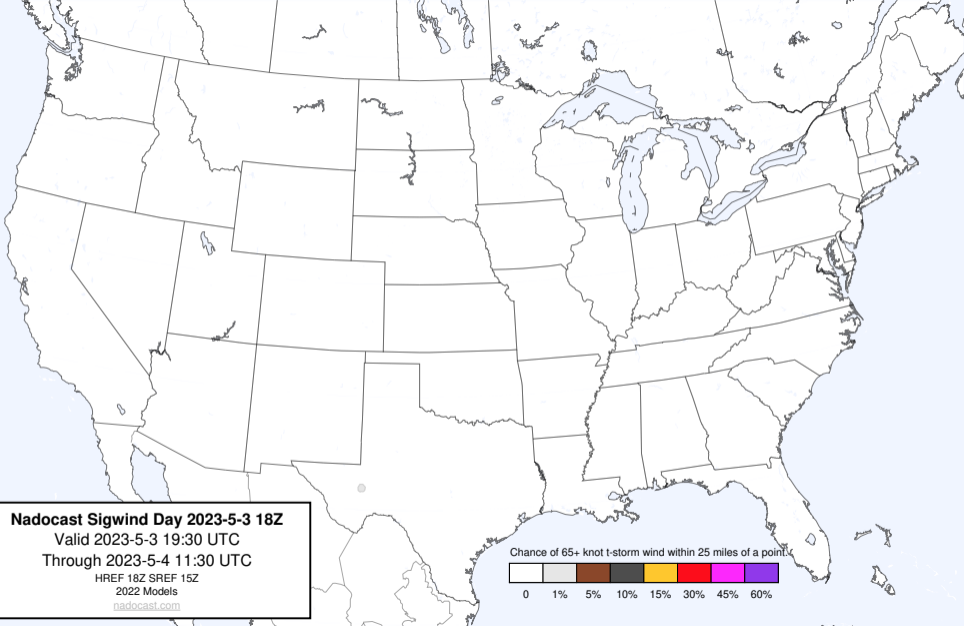 Nadocast Sigwind Day 2023-5-3 18Z
Valid 2023-5-3 19:30 UTC
Through 2023-5-4 11:30 UTC
HREF 18Z SREF 15Z
2022 Models
nadocast.com
Chance of 65+ knot t-storm wind within 25 miles of a point.
0 1% 5% 10% 15% 30% 45% 60%